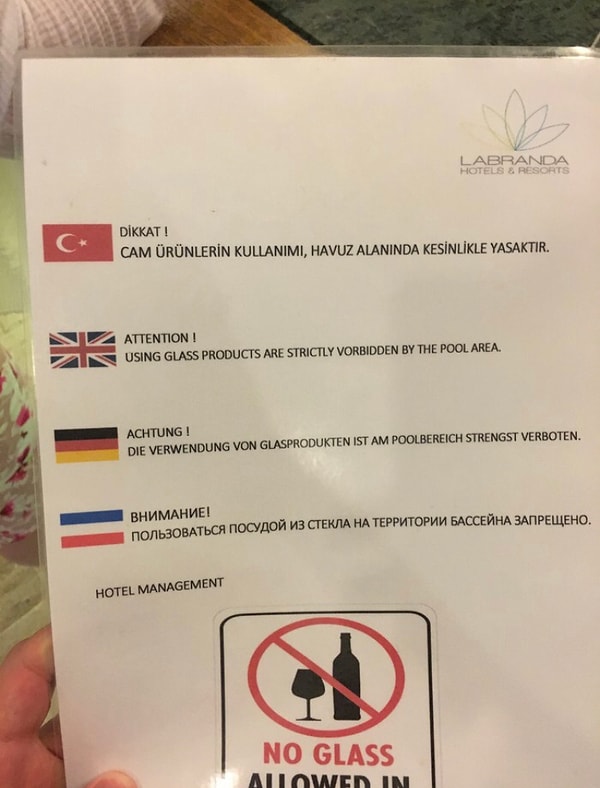 LABRANDA
HOTELS & RESORTS
DİKKAT !
CAM ÜRÜNLERİN KULLANIMI, HAVUZ ALANINDA KESİNLİKLE YASAKTIR.
ATTENTION !
USING GLASS PRODUCTS ARE STRICTLY VORBIDDEN BY THE POOL AREA.
ACHTUNG !
DIE VERWENDUNG VON GLASPRODUKTEN IST AM POOLBEREICH STRENGST VERBOTEN.
ВНИМАНИЕ!
ПОЛЬЗОВАТЬСЯ ПОСУДОЙ ИЗ СТЕКЛА НА ТЕРРИТОРИИ БАССЕЙНА ЗАПРЕЩЕНО.
HOTEL MANAGEMENT
NO GLASS
ALLOWED IN